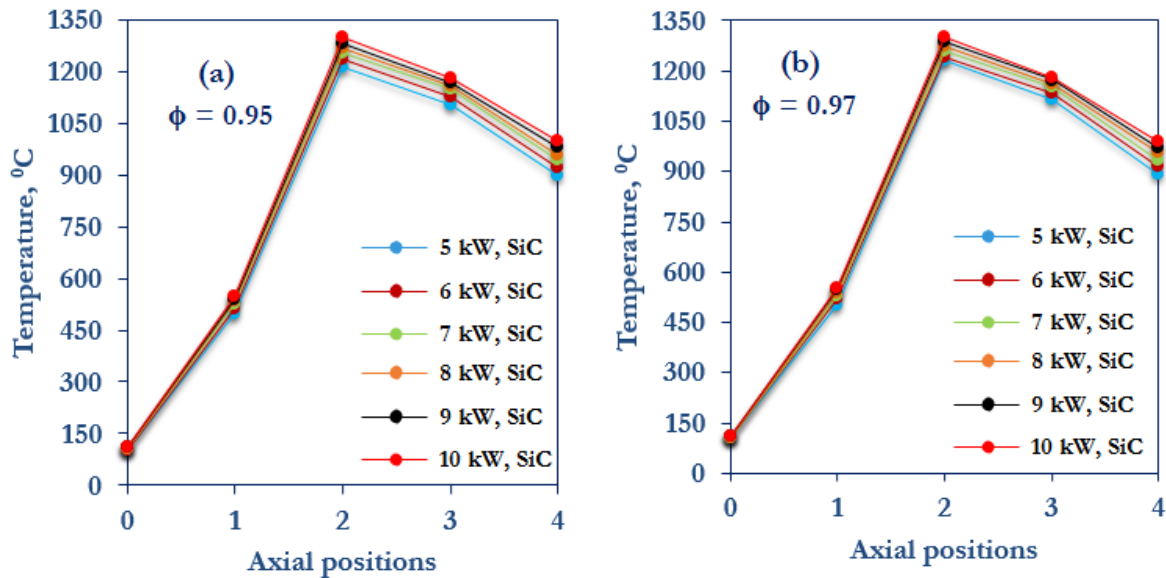 1350
1200
1050
900
750
600
450
300
150
0
Temperature, ⁰C
(a)
ϕ = 0.95
5 kW, SiC
6 kW, SiC
7 kW, SiC
8 kW, SiC
9 kW, SiC
10 kW, SiC
0 1 2 3 4
Axial positions
1350
1200
1050
900
750
600
450
300
150
0
Temperature, ⁰C
(b)
ϕ = 0.97
5 kW, SiC
6 kW, SiC
7 kW, SiC
8 kW, SiC
9 kW, SiC
10 kW, SiC
0 1 2 3 4
Axial positions